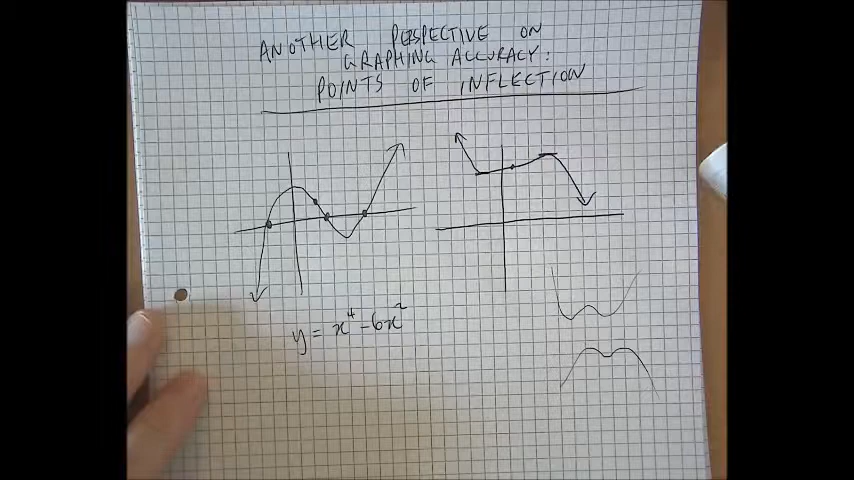 ANOTHER PERSPECTIVE ON
GRAPHING ACCURACY:
POINTS OF INFLECTION
y = x⁴ - 6x²